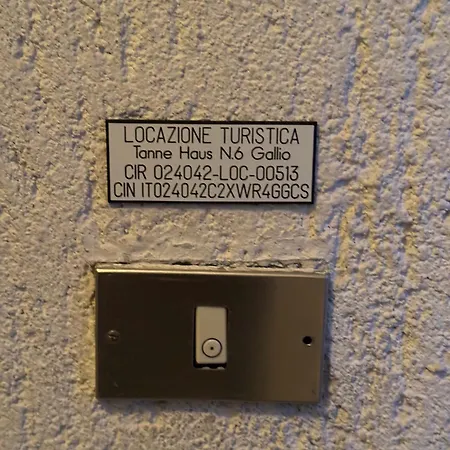 LOCAZIONE TURISTICA
Tanne Haus N.6 Gallio
CIR 024042-LOC-00513
CIN IT024042C2XWR4GGCS